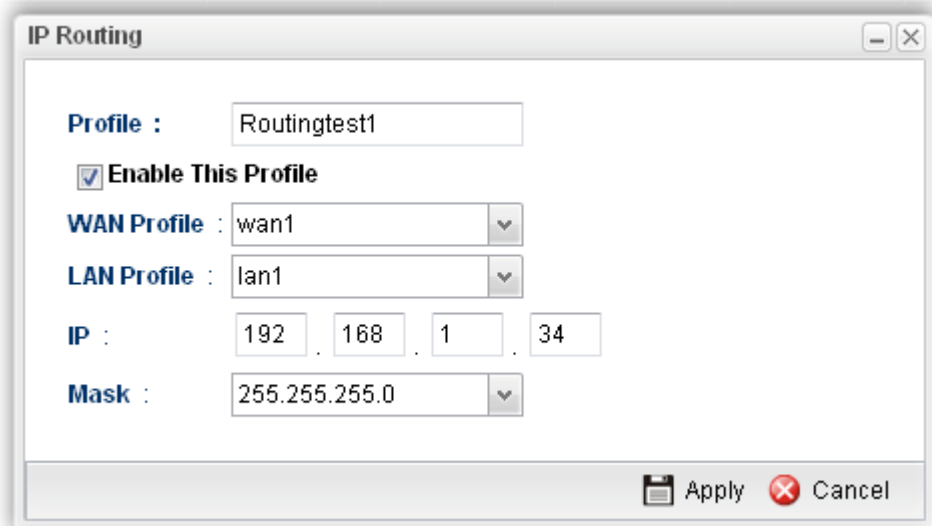 IP Routing
Profile : Routingtest1
Enable This Profile
WAN Profile : wan1
LAN Profile : lan1
IP : 192 . 168 . 1 . 34
Mask : 255.255.255.0
Apply Cancel